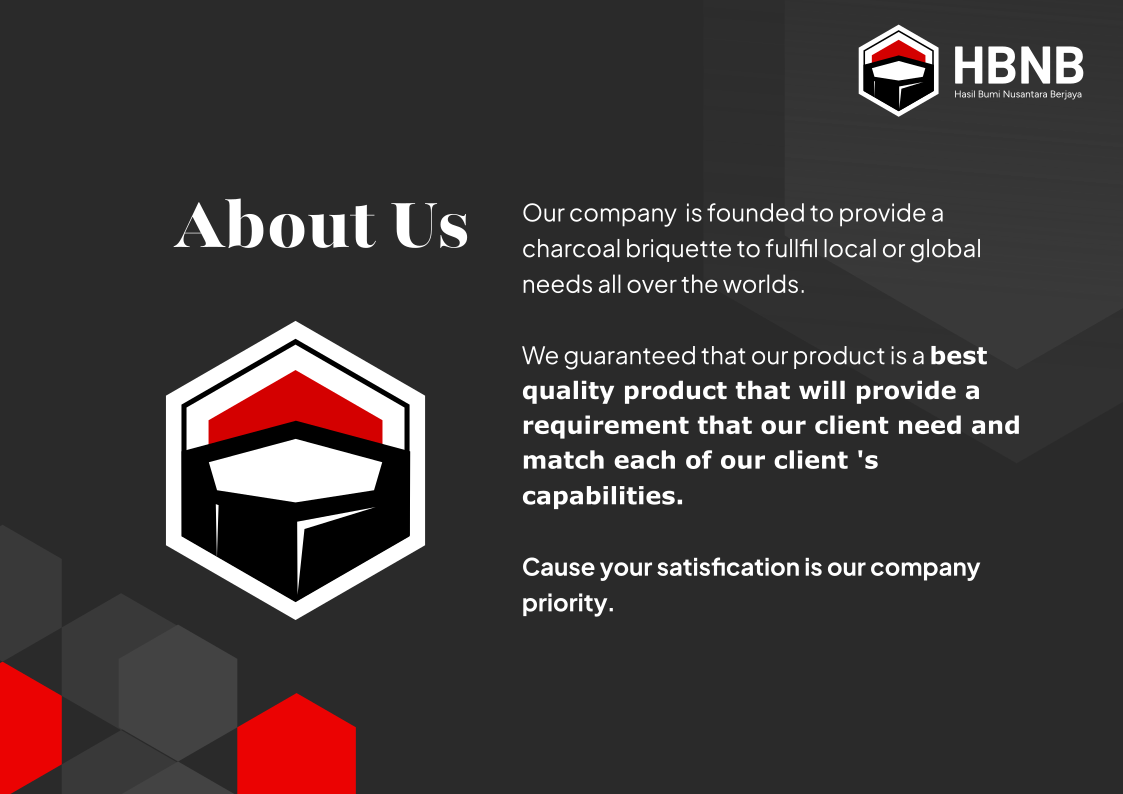 HBNB
Hasil Bumi Nusantara Berjaya
About Us
Our company  is founded to provide a
charcoal briquette to fullfil local or global
needs all over the worlds.
We guaranteed that our product is a best
quality product that will provide a
requirement that our client need and
match each of our client 's
capabilities.
Cause your satisfication is our company
priority.